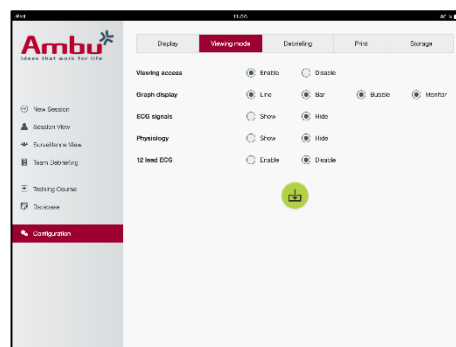 iPad 11:56
Ambu
Ideas that work for life
Display Viewing mode Debriefing Print Storage
Viewing access Enable Disable
Graph display Line Bar Bubble Monitor
ECG signals Show Hide
Physiology Show Hide
12 lead ECG Enable Disable
New Session
Session View
Surveillance View
Team Debriefing
Training Course
Database
Configuration